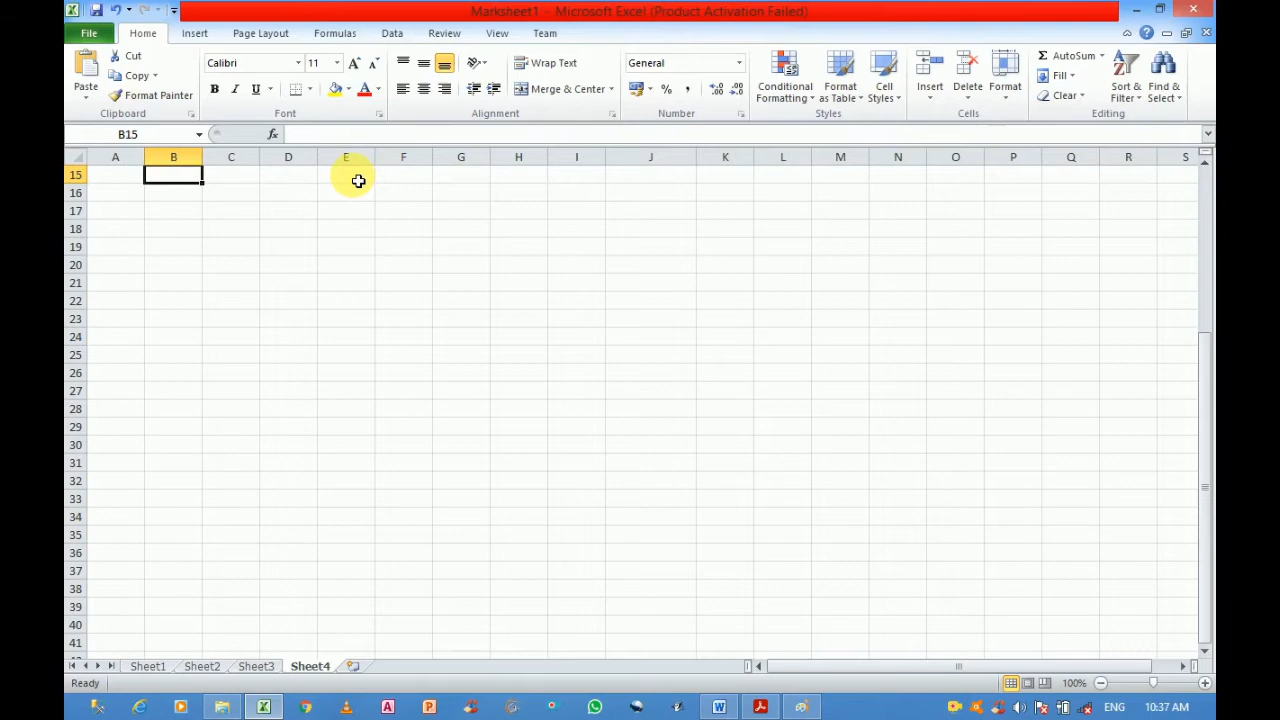 Marksheet1 - Microsoft Excel (Product Activation Failed)
File Home Insert Page Layout Formulas Data Review View Team
Paste
Cut
Copy
Format Painter
Clipboard
Calibri 11
B I U
Font
Wrap Text
Merge & Center
Alignment
General
Number
Conditional Formatting
Format as Table
Cell Styles
Styles
Insert Delete Format
Cells
AutoSum
Fill
Clear
Sort & Filter
Find & Select
Editing
B15 fx
A B C D E F G H I J K L M N O P Q R S
15
16
17
18
19
20
21
22
23
24
25
26
27
28
29
30
31
32
33
34
35
36
37
38
39
40
41
Sheet1 Sheet2 Sheet3 Sheet4
Ready 100%
ENG 10:37 AM